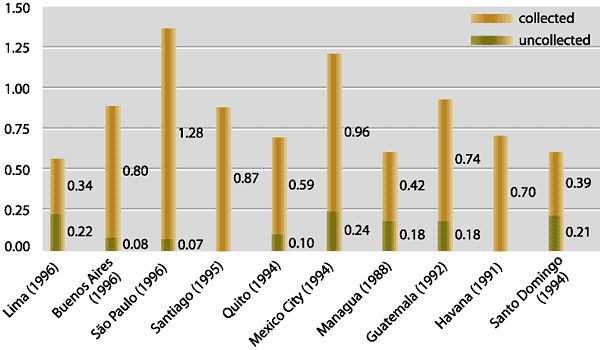 1.50
collected
uncollected
1.25
1.00
0.75
0.50
0.25
0.00
0.34
0.22
0.80
0.08
1.28
0.07
0.87
0.59
0.10
0.96
0.24
0.42
0.18
0.74
0.18
0.70
0.39
0.21
Lima (1996)
Buenos Aires
(1996)
São Paulo (1996)
Santiago (1995)
Quito (1994)
Mexico City (1994)
Managua (1988)
Guatemala (1992)
Havana (1991)
Santo Domingo
(1994)